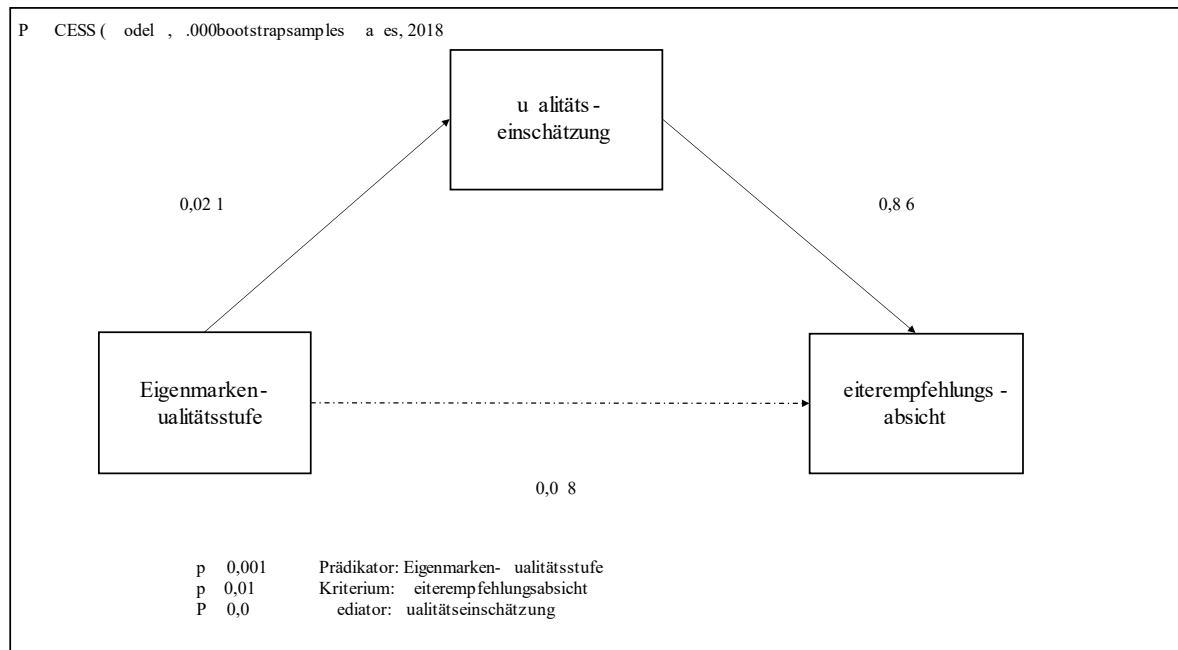 P CESS ( odel , .000bootstrapsamples a es, 2018
u alitäts -
einschätzung
0,02 1
0,8 6
Eigenmarken -
ualitätsstufe
eiterempfehlungs -
absicht
0,0 8
p 0,001 Prädikator: Eigenmarken- ualitätsstufe
p 0,01 Kriterium: eiterempfehlungsabsicht
P 0,0 ediator: ualitätseinschätzung